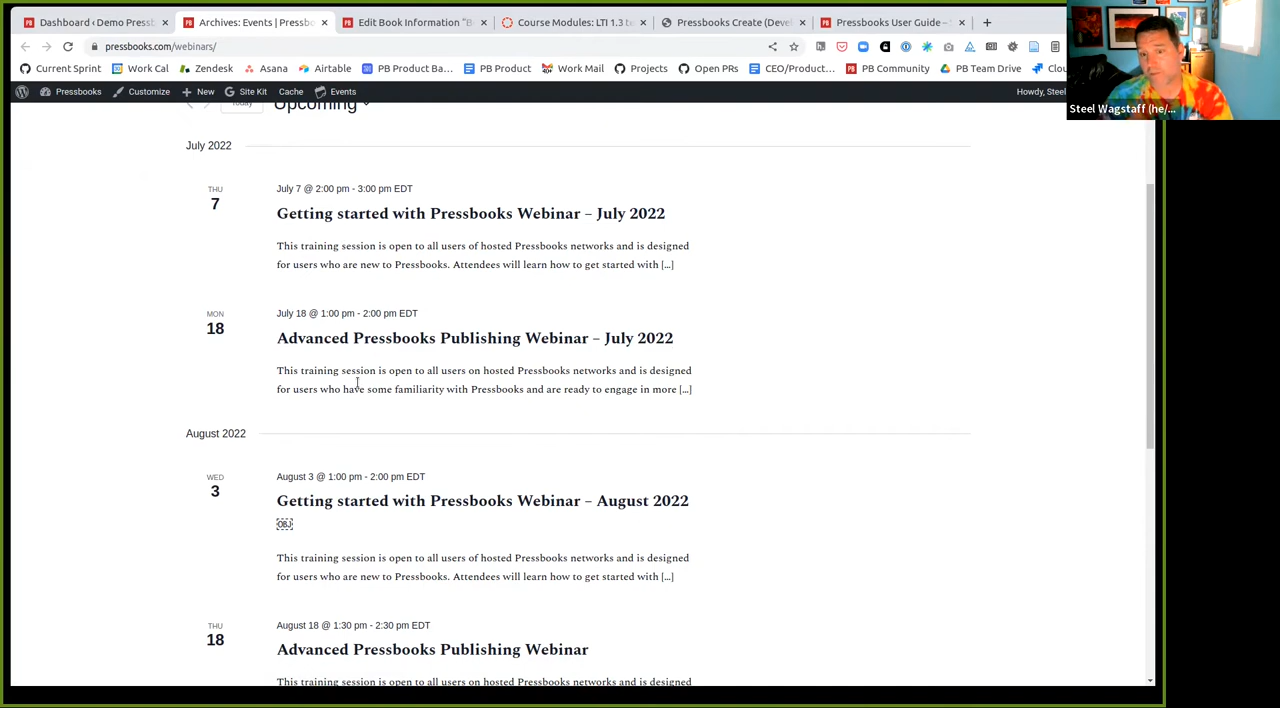 Dashboard ‹ Demo Pressb
Archives: Events | Pressbo
Edit Book Information "B
Course Modules: LTI 1.3 te
Pressbooks Create (Deve
Pressbooks User Guide –
pressbooks.com/webinars/
Current Sprint
Work Cal
Zendesk
Asana
Airtable
PB Product Ba...
PB Product
Work Mail
Projects
Open PRs
CEO/Product...
PB Community
PB Team Drive
Clou
Pressbooks
Customize
New
Site Kit
Cache
Events
Howdy, Steel
Steel Wagstaff (he/...
Today
Upcoming
July 2022
THU
7
July 7 @ 2:00 pm - 3:00 pm EDT
Getting started with Pressbooks Webinar – July 2022
This training session is open to all users of hosted Pressbooks networks and is designed
for users who are new to Pressbooks. Attendees will learn how to get started with [...]
MON
18
July 18 @ 1:00 pm - 2:00 pm EDT
Advanced Pressbooks Publishing Webinar – July 2022
This training session is open to all users on hosted Pressbooks networks and is designed
for users who have some familiarity with Pressbooks and are ready to engage in more [...]
August 2022
WED
3
August 3 @ 1:00 pm - 2:00 pm EDT
Getting started with Pressbooks Webinar – August 2022
OBJ
This training session is open to all users of hosted Pressbooks networks and is designed
for users who are new to Pressbooks. Attendees will learn how to get started with [...]
THU
18
August 18 @ 1:30 pm - 2:30 pm EDT
Advanced Pressbooks Publishing Webinar
This training session is open to all users on hosted Pressbooks networks and is designed